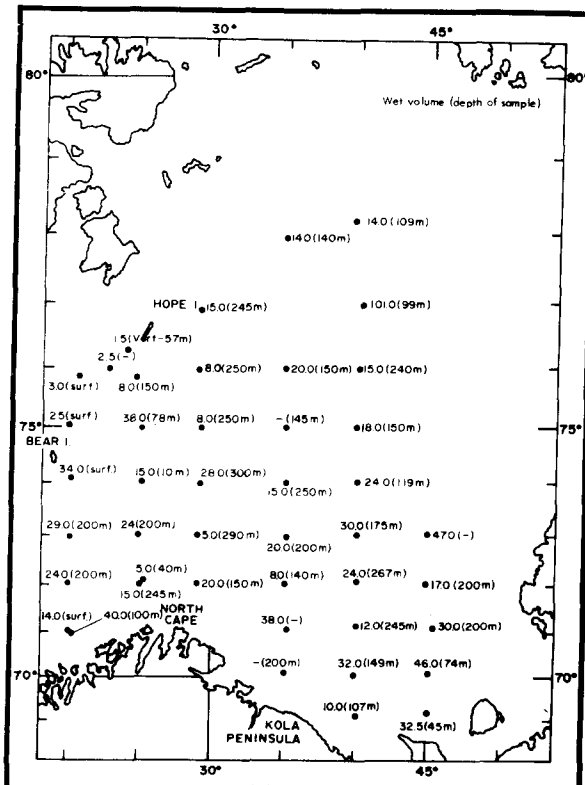 30° 45°
80° 80°
Wet volume (depth of sample)
14.0(109m)
14.0(140m)
HOPE I. 15.0(245m) 101.0(99m)
1.5(Vert-57m)
2.5(-)
8.0(250m) 20.0(150m) 15.0(240m)
3.0(surf.) 8.0(150m)
2.5(surf.) 38.0(78m) 8.0(250m) -(145m) 18.0(150m)
75° 75°
BEAR I.
34.0(surf.) 15.0(10m) 28.0(300m) 24.0(119m)
15.0(250m)
29.0(200m) 24(200m) 5.0(290m) 30.0(175m) 47.0(-)
20.0(200m)
24.0(200m) 5.0(40m) 20.0(150m) 8.0(140m) 24.0(267m) 17.0(200m)
15.0(245m)
14.0(surf.) 40.0(100m) NORTH CAPE 38.0(-) 12.0(245m) 30.0(200m)
70° -(200m) 32.0(149m) 46.0(74m) 70°
10.0(107m)
KOLA PENINSULA 32.5(45m)
30° 45°